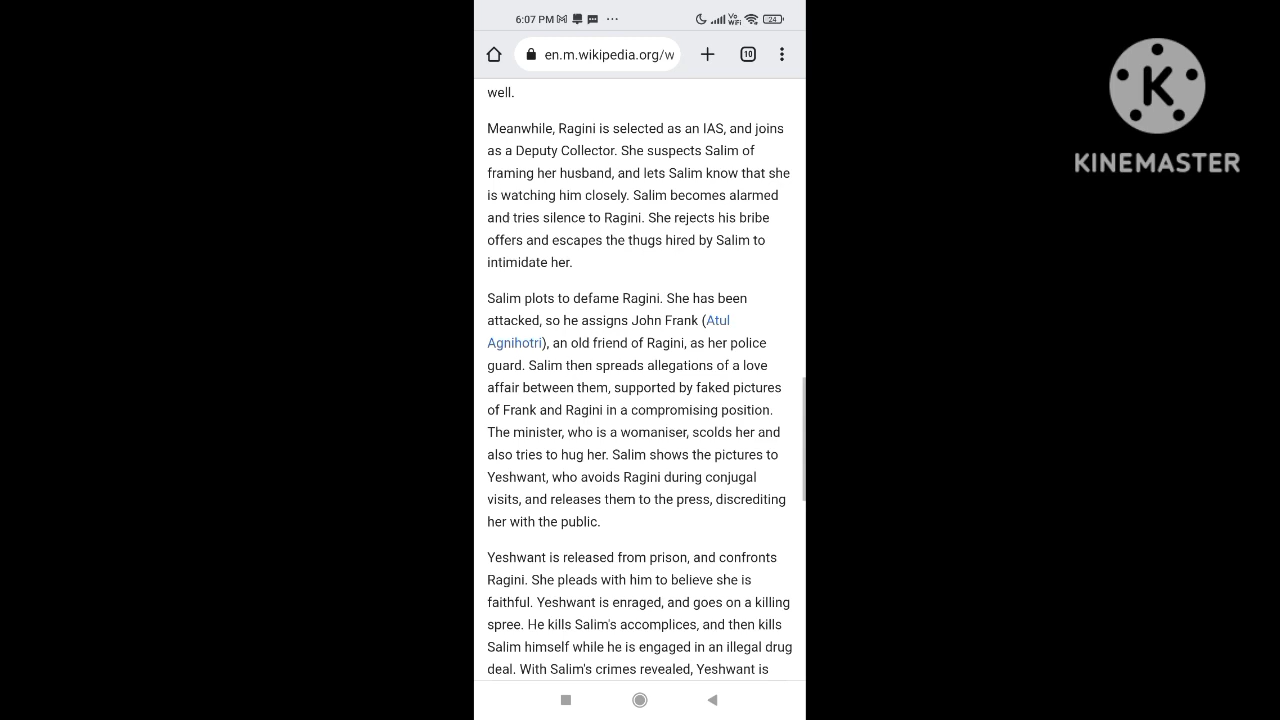 6:07 PM
Vo
WiFi
24
en.m.wikipedia.org/w
10
K
KINEMASTER
well.
Meanwhile, Ragini is selected as an IAS, and joins
as a Deputy Collector. She suspects Salim of
framing her husband, and lets Salim know that she
is watching him closely. Salim becomes alarmed
and tries silence to Ragini. She rejects his bribe
offers and escapes the thugs hired by Salim to
intimidate her.
Salim plots to defame Ragini. She has been
attacked, so he assigns John Frank (Atul
Agnihotri), an old friend of Ragini, as her police
guard. Salim then spreads allegations of a love
affair between them, supported by faked pictures
of Frank and Ragini in a compromising position.
The minister, who is a womaniser, scolds her and
also tries to hug her. Salim shows the pictures to
Yeshwant, who avoids Ragini during conjugal
visits, and releases them to the press, discrediting
her with the public.
Yeshwant is released from prison, and confronts
Ragini. She pleads with him to believe she is
faithful. Yeshwant is enraged, and goes on a killing
spree. He kills Salim's accomplices, and then kills
Salim himself while he is engaged in an illegal drug
deal. With Salim's crimes revealed, Yeshwant is